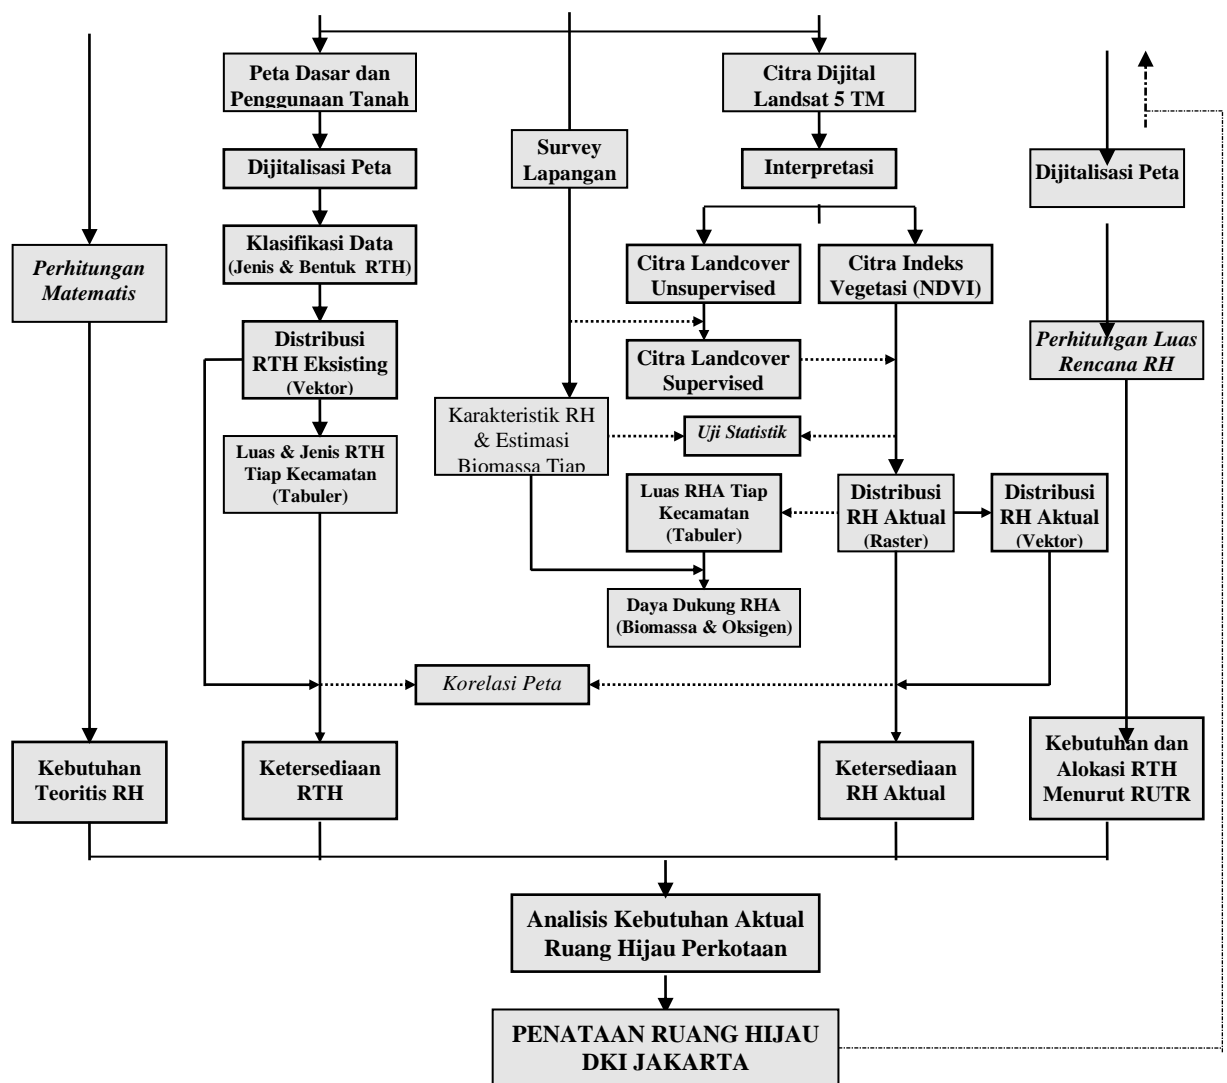 Peta Dasar dan
Penggunaan Tanah
Citra Dijital
Landsat 5 TM
Survey
Lapangan
Dijitalisasi Peta
Interpretasi
Dijitalisasi Peta
Klasifikasi Data
(Jenis & Bentuk RTH)
Perhitungan
Matematis
Citra Landcover
Unsupervised
Citra Indeks
Vegetasi (NDVI)
Distribusi
RTH Eksisting
(Vektor)
Citra Landcover
Supervised
Perhitungan Luas
Rencana RH
Karakteristik RH
& Estimasi
Biomassa Tiap
Uji Statistik
Luas & Jenis RTH
Tiap Kecamatan
(Tabuler)
Luas RHA Tiap
Kecamatan
(Tabuler)
Distribusi
RH Aktual
(Raster)
Distribusi
RH Aktual
(Vektor)
Daya Dukung RHA
(Biomassa & Oksigen)
Korelasi Peta
Kebutuhan
Teoritis RH
Ketersediaan
RTH
Ketersediaan
RH Aktual
Kebutuhan dan
Alokasi RTH
Menurut RUTR
Analisis Kebutuhan Aktual
Ruang Hijau Perkotaan
PENATAAN RUANG HIJAU
DKI JAKARTA